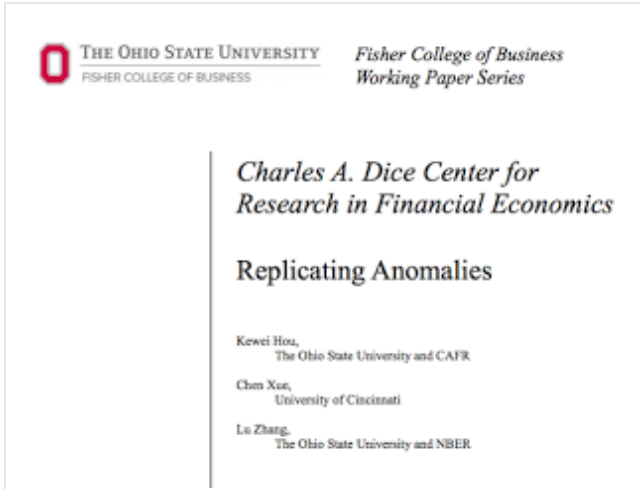 THE OHIO STATE UNIVERSITY
FISHER COLLEGE OF BUSINESS
Fisher College of Business
Working Paper Series
Charles A. Dice Center for
Research in Financial Economics
Replicating Anomalies
Kewei Hou,
The Ohio State University and CAFR
Chen Xue,
University of Cincinnati
Lu Zhang,
The Ohio State University and NBER